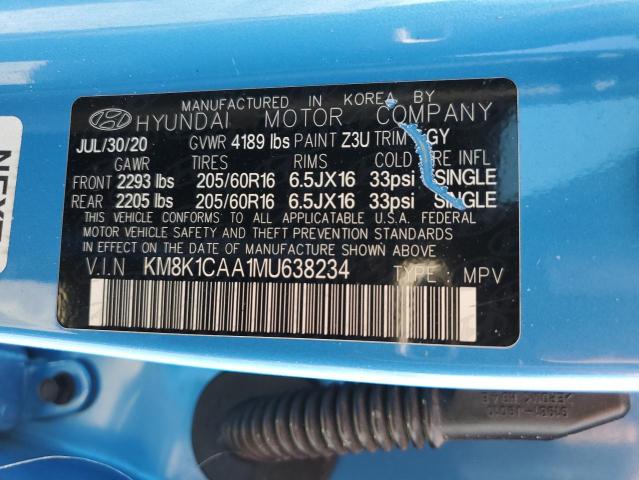 MANUFACTURED IN KOREA BY
HYUNDAI MOTOR COMPANY
JUL/30/20 GVWR 4189 lbs PAINT Z3U TRIM GY
GAWR TIRES RIMS COLD RE INFL
FRONT 2293 lbs 205/60R16 6.5JX16 33psi SINGLE
REAR 2205 lbs 205/60R16 6.5JX16 33psi SINGLE
THIS VEHICLE CONFORMS TO ALL APPLICABLE U.S.A. FEDERAL
MOTOR VEHICLE SAFETY AND THEFT PREVENTION STANDARDS
IN EFFECT ON THE DATE OF MANUFACTURE SHOWN ABOVE
V.I.N KM8K1CAA1MU638234 TYPE : MPV